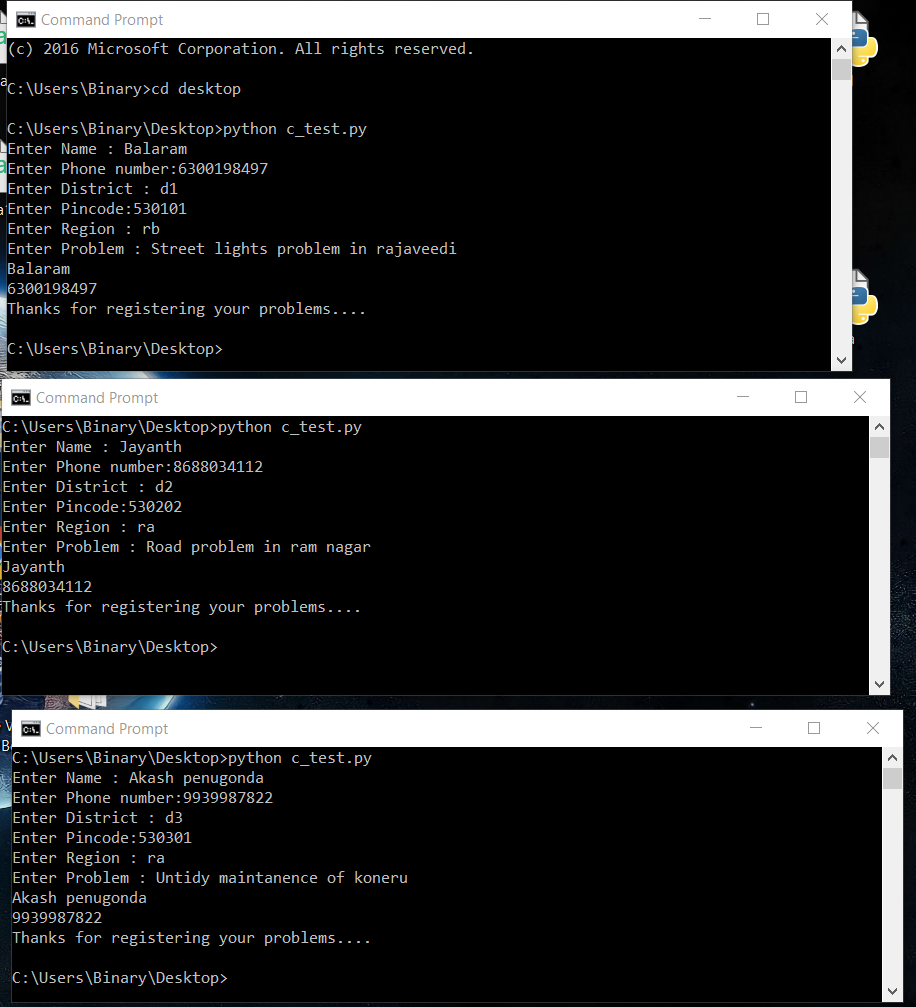 Command Prompt
(c) 2016 Microsoft Corporation. All rights reserved.
C:\Users\Binary>cd desktop
C:\Users\Binary\Desktop>python c_test.py
Enter Name : Balaram
Enter Phone number:6300198497
Enter District : d1
Enter Pincode:530101
Enter Region : rb
Enter Problem : Street lights problem in rajaveedi
Balaram
6300198497
Thanks for registering your problems....
C:\Users\Binary\Desktop>
Command Prompt
C:\Users\Binary\Desktop>python c_test.py
Enter Name : Jayanth
Enter Phone number:8688034112
Enter District : d2
Enter Pincode:530202
Enter Region : ra
Enter Problem : Road problem in ram nagar
Jayanth
8688034112
Thanks for registering your problems....
C:\Users\Binary\Desktop>
Command Prompt
C:\Users\Binary\Desktop>python c_test.py
Enter Name : Akash penugonda
Enter Phone number:9939987822
Enter District : d3
Enter Pincode:530301
Enter Region : ra
Enter Problem : Untidy maintanence of koneru
Akash penugonda
9939987822
Thanks for registering your problems....
C:\Users\Binary\Desktop>